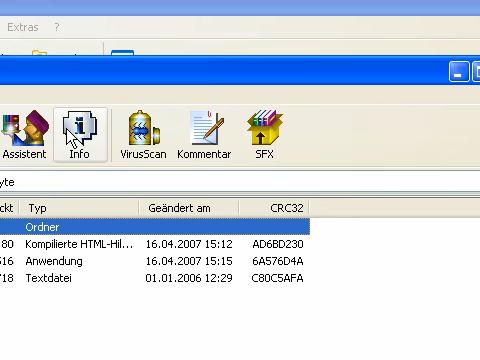 Extras ?
Assistent Info VirusScan Kommentar SFX
yte
ckt Typ Geändert am CRC32
Ordner
80 Kompilierte HTML-Hil... 16.04.2007 15:12 AD6BD230
516 Anwendung 16.04.2007 15:15 6A576D4A
718 Textdatei 01.01.2006 12:29 C80C5AFA